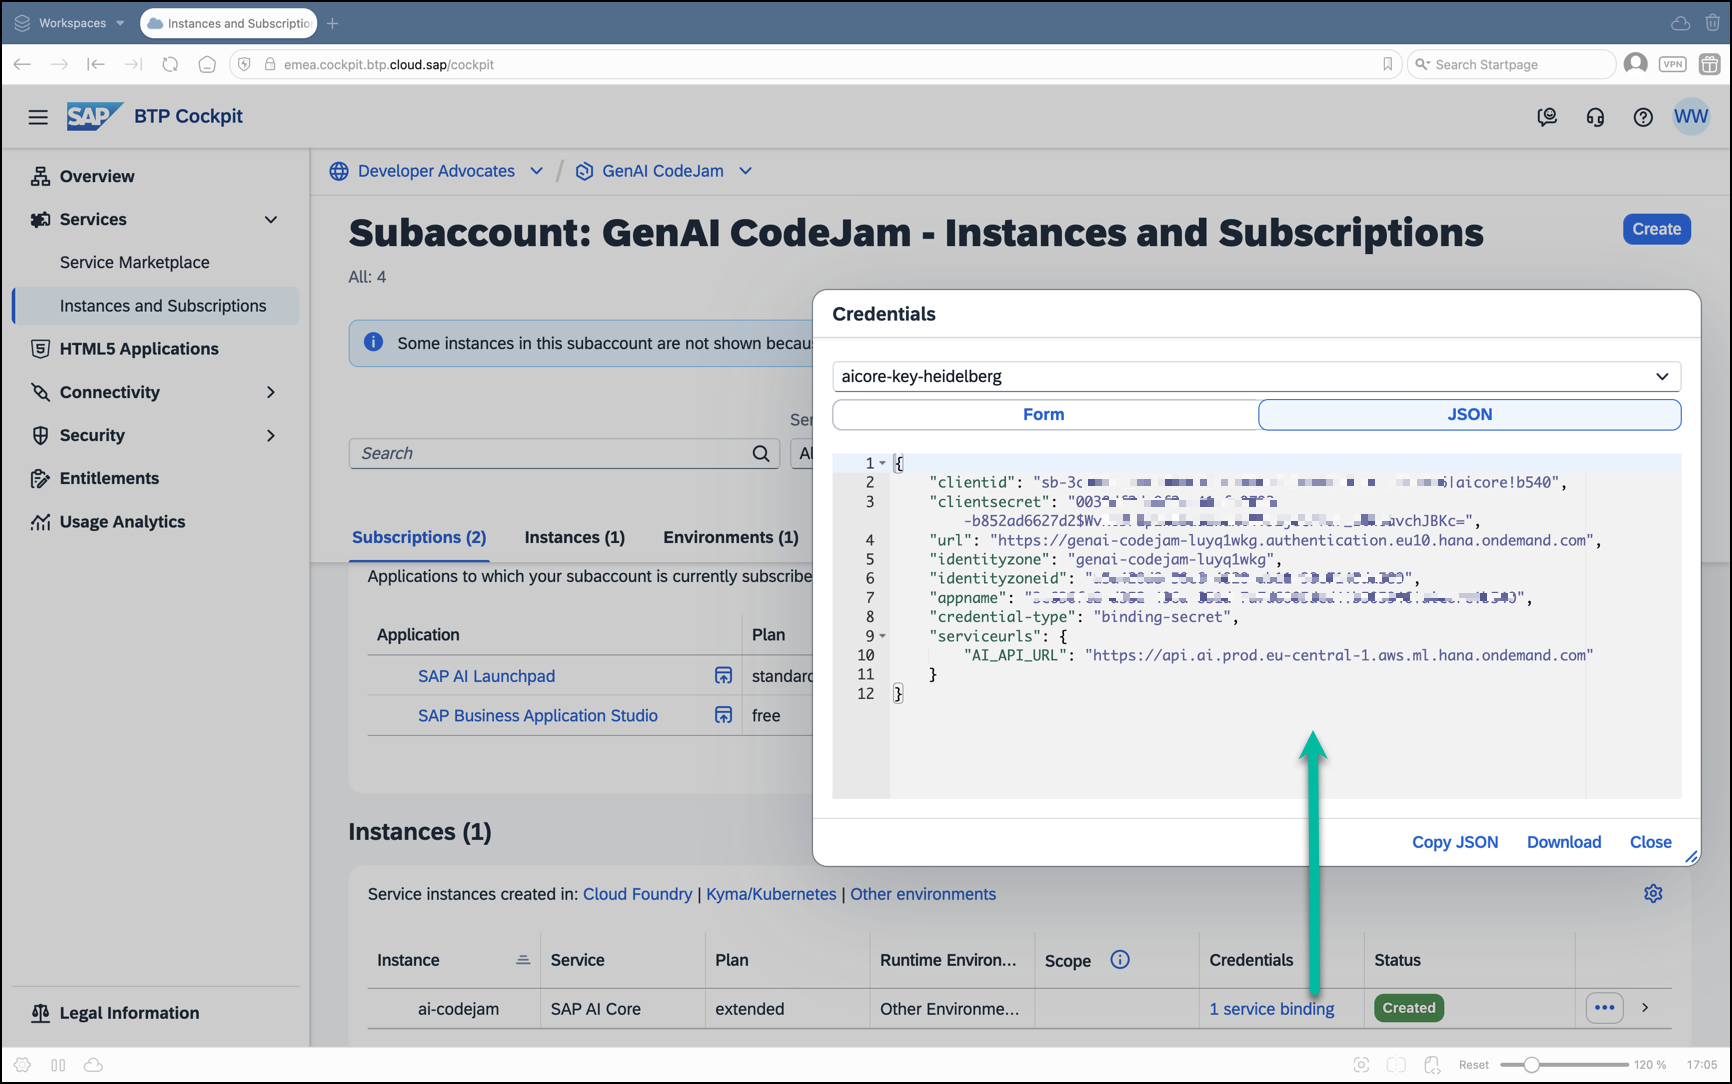 Workspaces
Instances and Subscriptio
emea.cockpit.btp.cloud.sap/cockpit
Search Startpage
VPN
SAP
BTP Cockpit
WW
Overview
Services
Service Marketplace
Instances and Subscriptions
HTML5 Applications
Connectivity
Security
Entitlements
Usage Analytics
Legal Information
Developer Advocates / GenAI CodeJam
Subaccount: GenAI CodeJam - Instances and Subscriptions
Create
All: 4
Some instances in this subaccount are not shown becau
Ser
Search
Al
Subscriptions (2)
Instances (1)
Environments (1)
Applications to which your subaccount is currently subscribe
Application
Plan
SAP AI Launchpad
standard
SAP Business Application Studio
free
Credentials
aicore-key-heidelberg
Form
JSON
1 {
2 "clientid": "sb-3c |aicore!b540",
3 "clientsecret":
-b852ad6627d2$Wv avchJBKc=",
4 "url": "https://genai-codejam-luyq1wkg.authentication.eu10.hana.ondemand.com",
5 "identityzone": "genai-codejam-luyq1wkg",
6 "identityzoneid": ",
7 "appname": ",
8 "credential-type": "binding-secret",
9 "serviceurls": {
10 "AI_API_URL": "https://api.ai.prod.eu-central-1.aws.ml.hana.ondemand.com"
11 }
12 }
Copy JSON
Download
Close
Instances (1)
Service instances created in: Cloud Foundry | Kyma/Kubernetes | Other environments
Instance
Service
Plan
Runtime Environ...
Scope
Credentials
Status
ai-codejam
SAP AI Core
extended
Other Environme...
1 service binding
Created
Reset
120 %
17:05